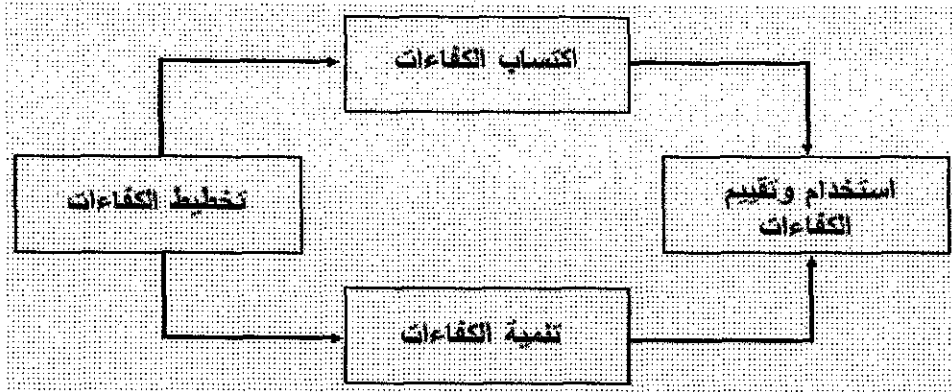 اكتساب الكفاءات
تخطيط الكفاءات
استخدام وتقييم
الكفاءات
تنمية الكفاءات